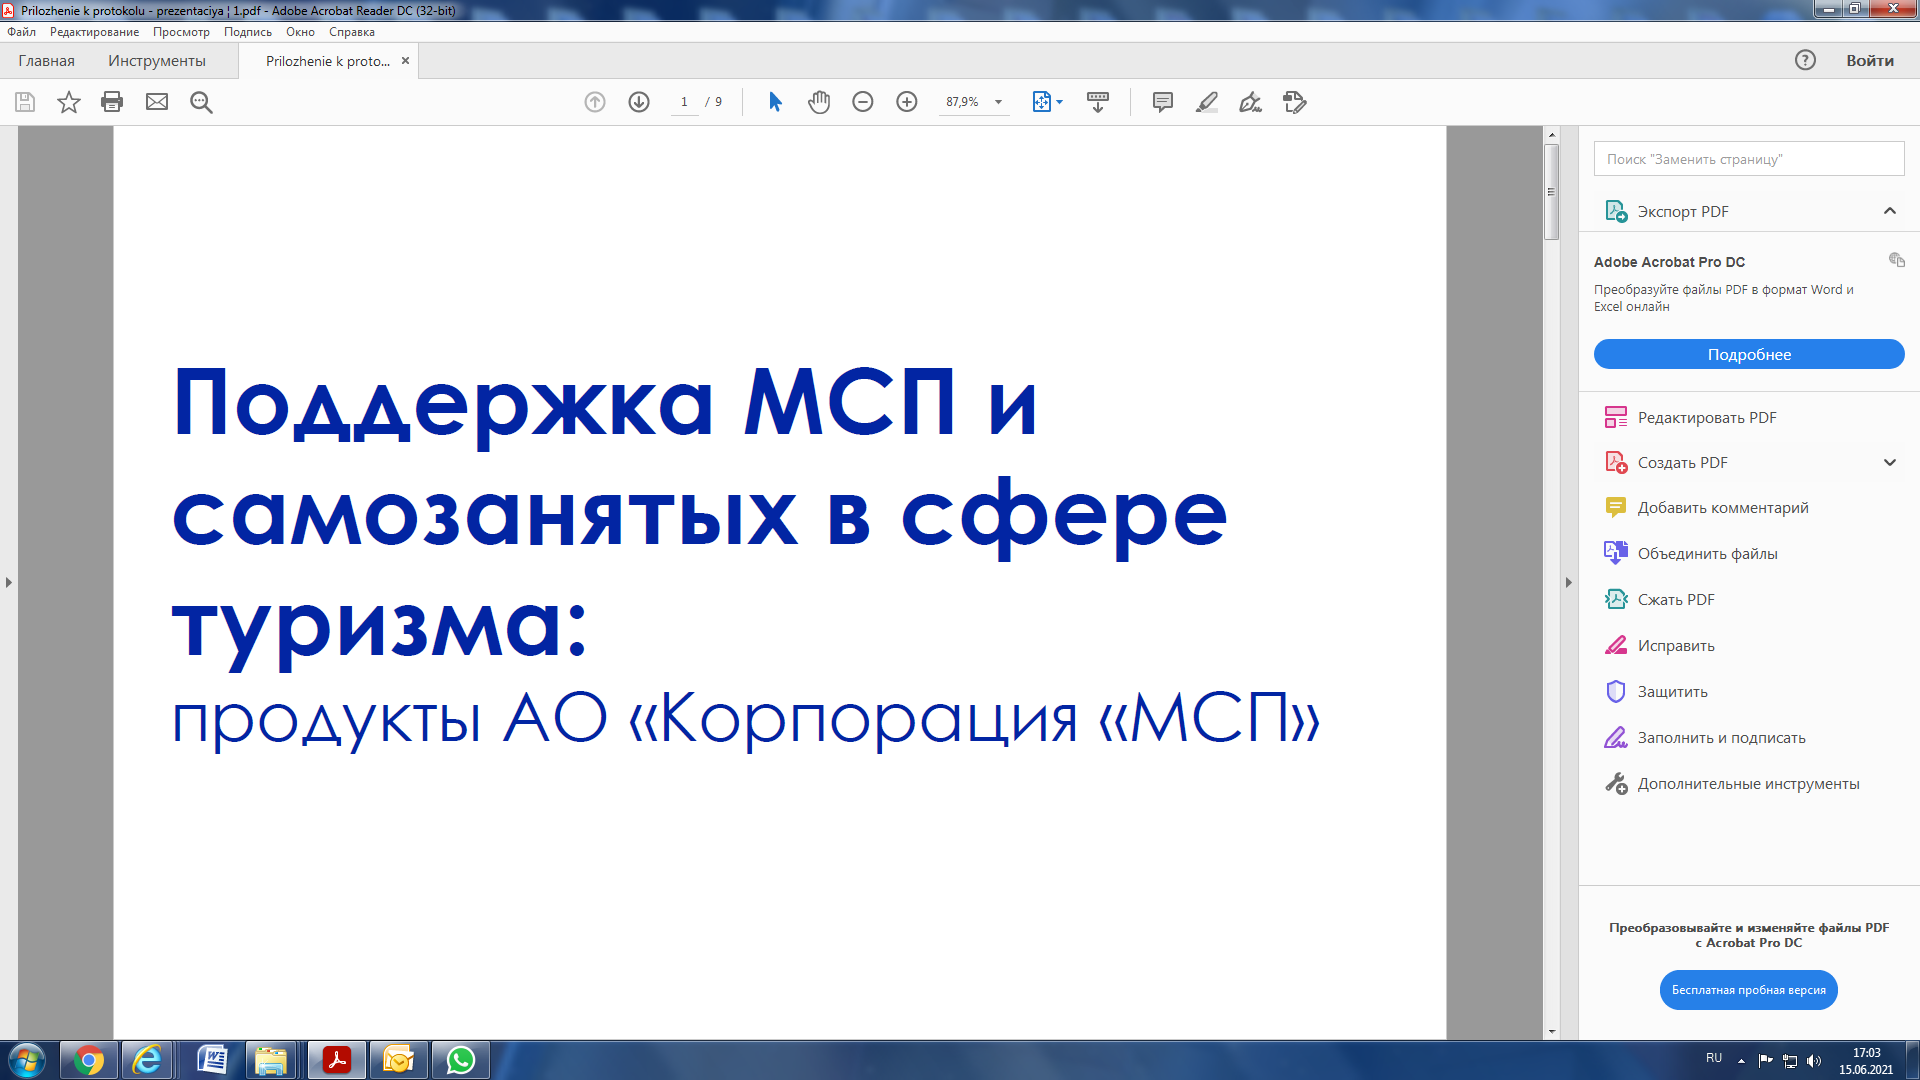 Prilozhenie k protokolu - prezentaciya ¦ 1.pdf - Adobe Acrobat Reader DC (32-bit)
Файл Редактирование Просмотр Подпись Окно Справка
Главная Инструменты Prilozhenie k proto... Войти
1 / 9 87,9%
Поиск "Заменить страницу"
Экспорт PDF
Adobe Acrobat Pro DC
Преобразуйте файлы PDF в формат Word и
Excel онлайн
Подробнее
Редактировать PDF
Создать PDF
Добавить комментарий
Объединить файлы
Сжать PDF
Исправить
Защитить
Заполнить и подписать
Дополнительные инструменты
Преобразовывайте и изменяйте файлы PDF
с Acrobat Pro DC
Бесплатная пробная версия
Поддержка МСП и
самозанятых в сфере
туризма:
продукты АО «Корпорация «МСП»
RU
17:03
15.06.2021